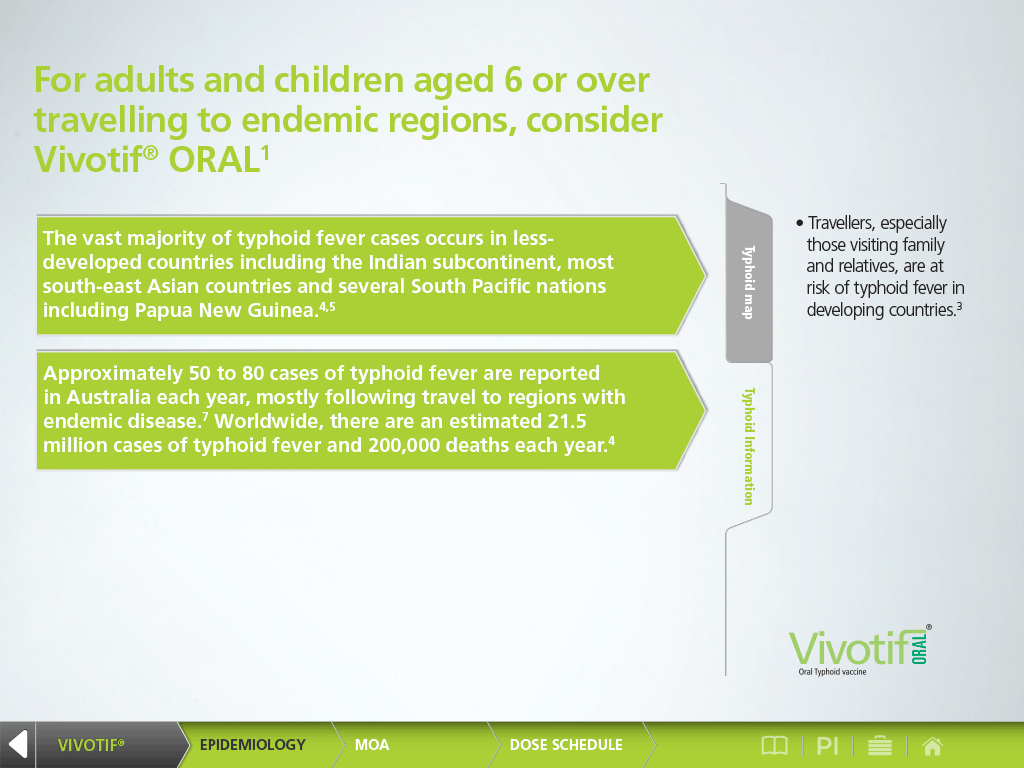 For adults and children aged 6 or over
travelling to endemic regions, consider
Vivotif® ORAL¹
The vast majority of typhoid fever cases occurs in less-
developed countries including the Indian subcontinent, most
south-east Asian countries and several South Pacific nations
including Papua New Guinea.⁴,⁵
Approximately 50 to 80 cases of typhoid fever are reported
in Australia each year, mostly following travel to regions with
endemic disease.⁷ Worldwide, there are an estimated 21.5
million cases of typhoid fever and 200,000 deaths each year.⁴
Typhoid map
Typhoid Information
• Travellers, especially
those visiting family
and relatives, are at
risk of typhoid fever in
developing countries.³
Vivotif ORAL®
Oral Typhoid vaccine
VIVOTIF® EPIDEMIOLOGY MOA DOSE SCHEDULE PI